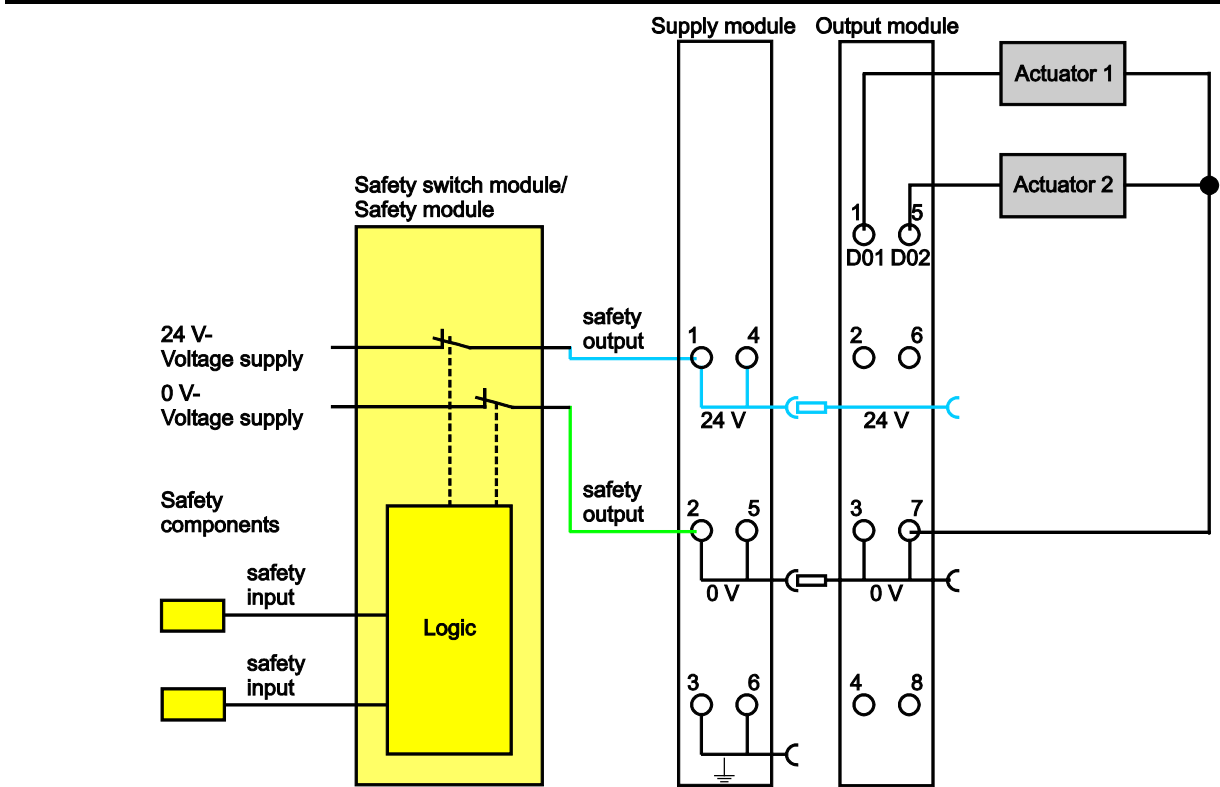 Supply module
Output module
Actuator 1
Actuator 2
Safety switch module/
Safety module
1
5
D01 D02
24 V-
Voltage supply
0 V-
Voltage supply
safety
output
1
4
2
6
24 V
24 V
Safety
components
safety
output
2
5
3
7
0 V
0 V
safety
input
Logic
safety
input
3
6
4
8